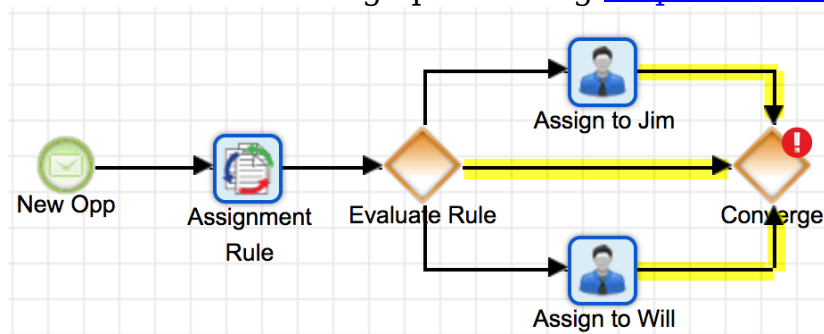 New Opp
Assignment
Rule
Evaluate Rule
Assign to Jim
Assign to Will
Converge